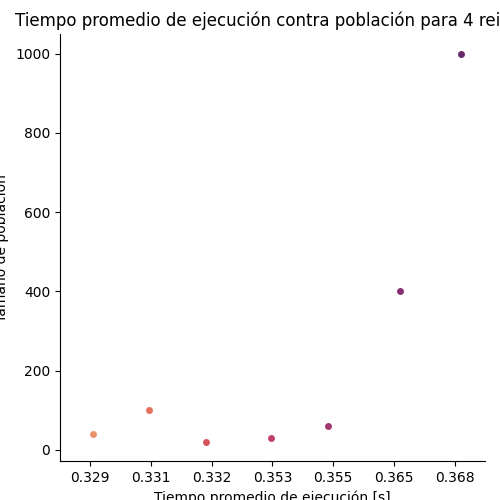 Tiempo promedio de ejecución contra población para 4 rei
1000
800
600
400
200
0
Tamaño de población
0.329 0.331 0.332 0.353 0.355 0.365 0.368
Tiempo promedio de ejecución [s]